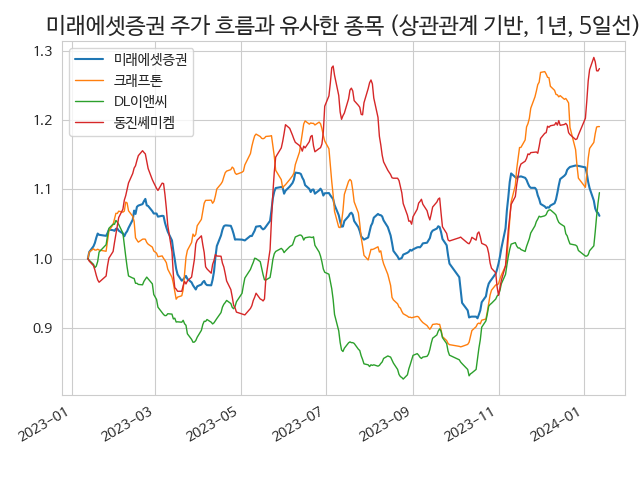 미래에셋증권 주가 흐름과 유사한 종목 (상관관계 기반, 1년, 5일선)
미래에셋증권
크래프톤
DL이앤씨
동진쎄미켐
1.3
1.2
1.1
1.0
0.9
2023-01
2023-03
2023-05
2023-07
2023-09
2023-11
2024-01